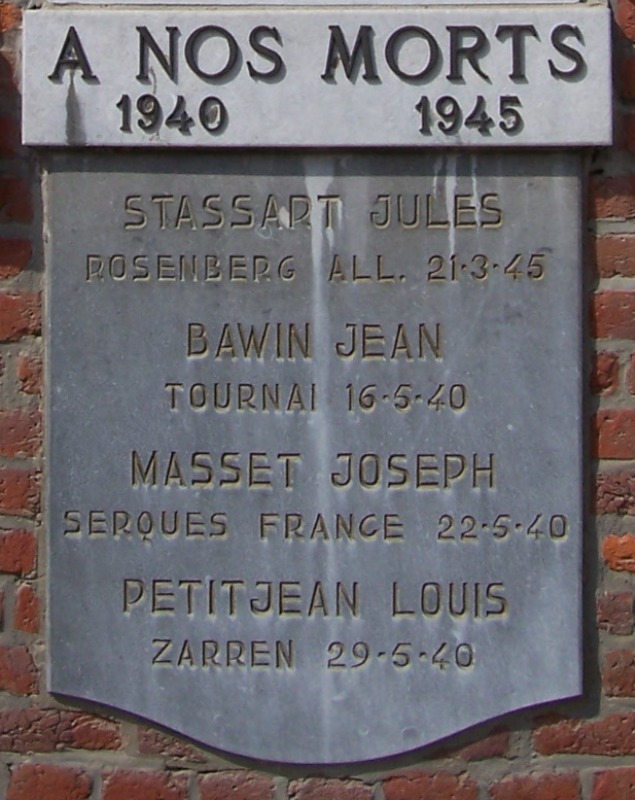 A NOS MORTS
1940 1945
STASSART JULES
ROSENBERG ALL. 21·3·45
BAWIN JEAN
TOURNAI 16·5·40
MASSET JOSEPH
SERQUES FRANCE 22·5·40
PETITJEAN LOUIS
ZARREN 29·5·40